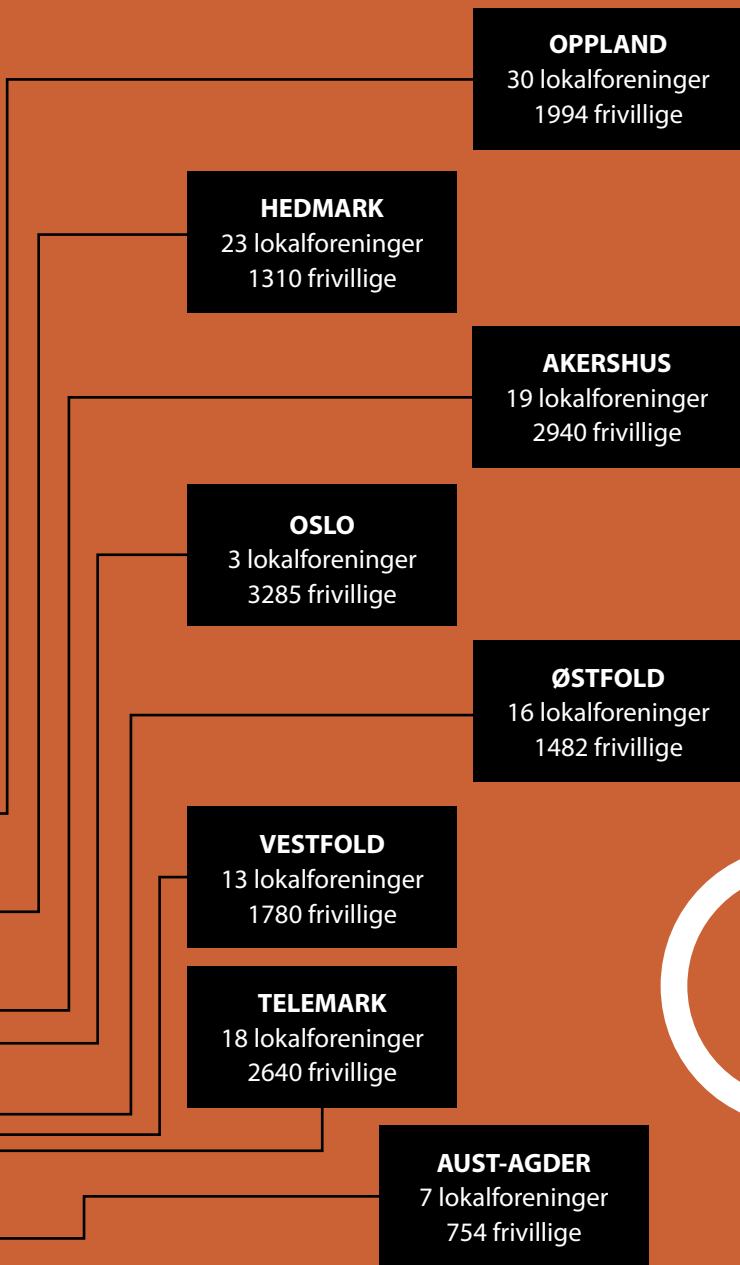 OPPLAND
30 lokalforeninger
1994 frivillige
HEDMARK
23 lokalforeninger
1310 frivillige
AKERSHUS
19 lokalforeninger
2940 frivillige
OSLO
3 lokalforeninger
3285 frivillige
ØSTFOLD
16 lokalforeninger
1482 frivillige
VESTFOLD
13 lokalforeninger
1780 frivillige
TELEMARK
18 lokalforeninger
2640 frivillige
AUST-AGDER
7 lokalforeninger
754 frivillige